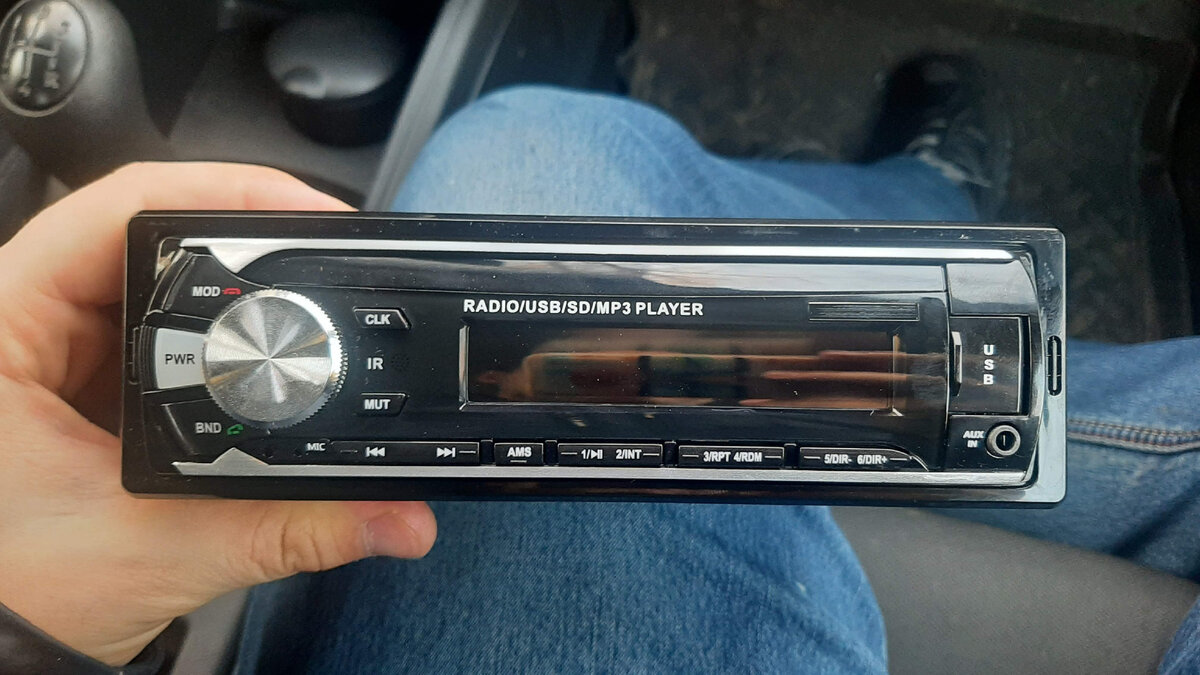 RADIO/USB/SD/MP3 PLAYER
MOD
CLK
PWR
IR
MUT
BND
MIC
AMS
1/
2/INT
3/RPT 4/RDM
5/DIR- 6/DIR+
USB
AUX
IN